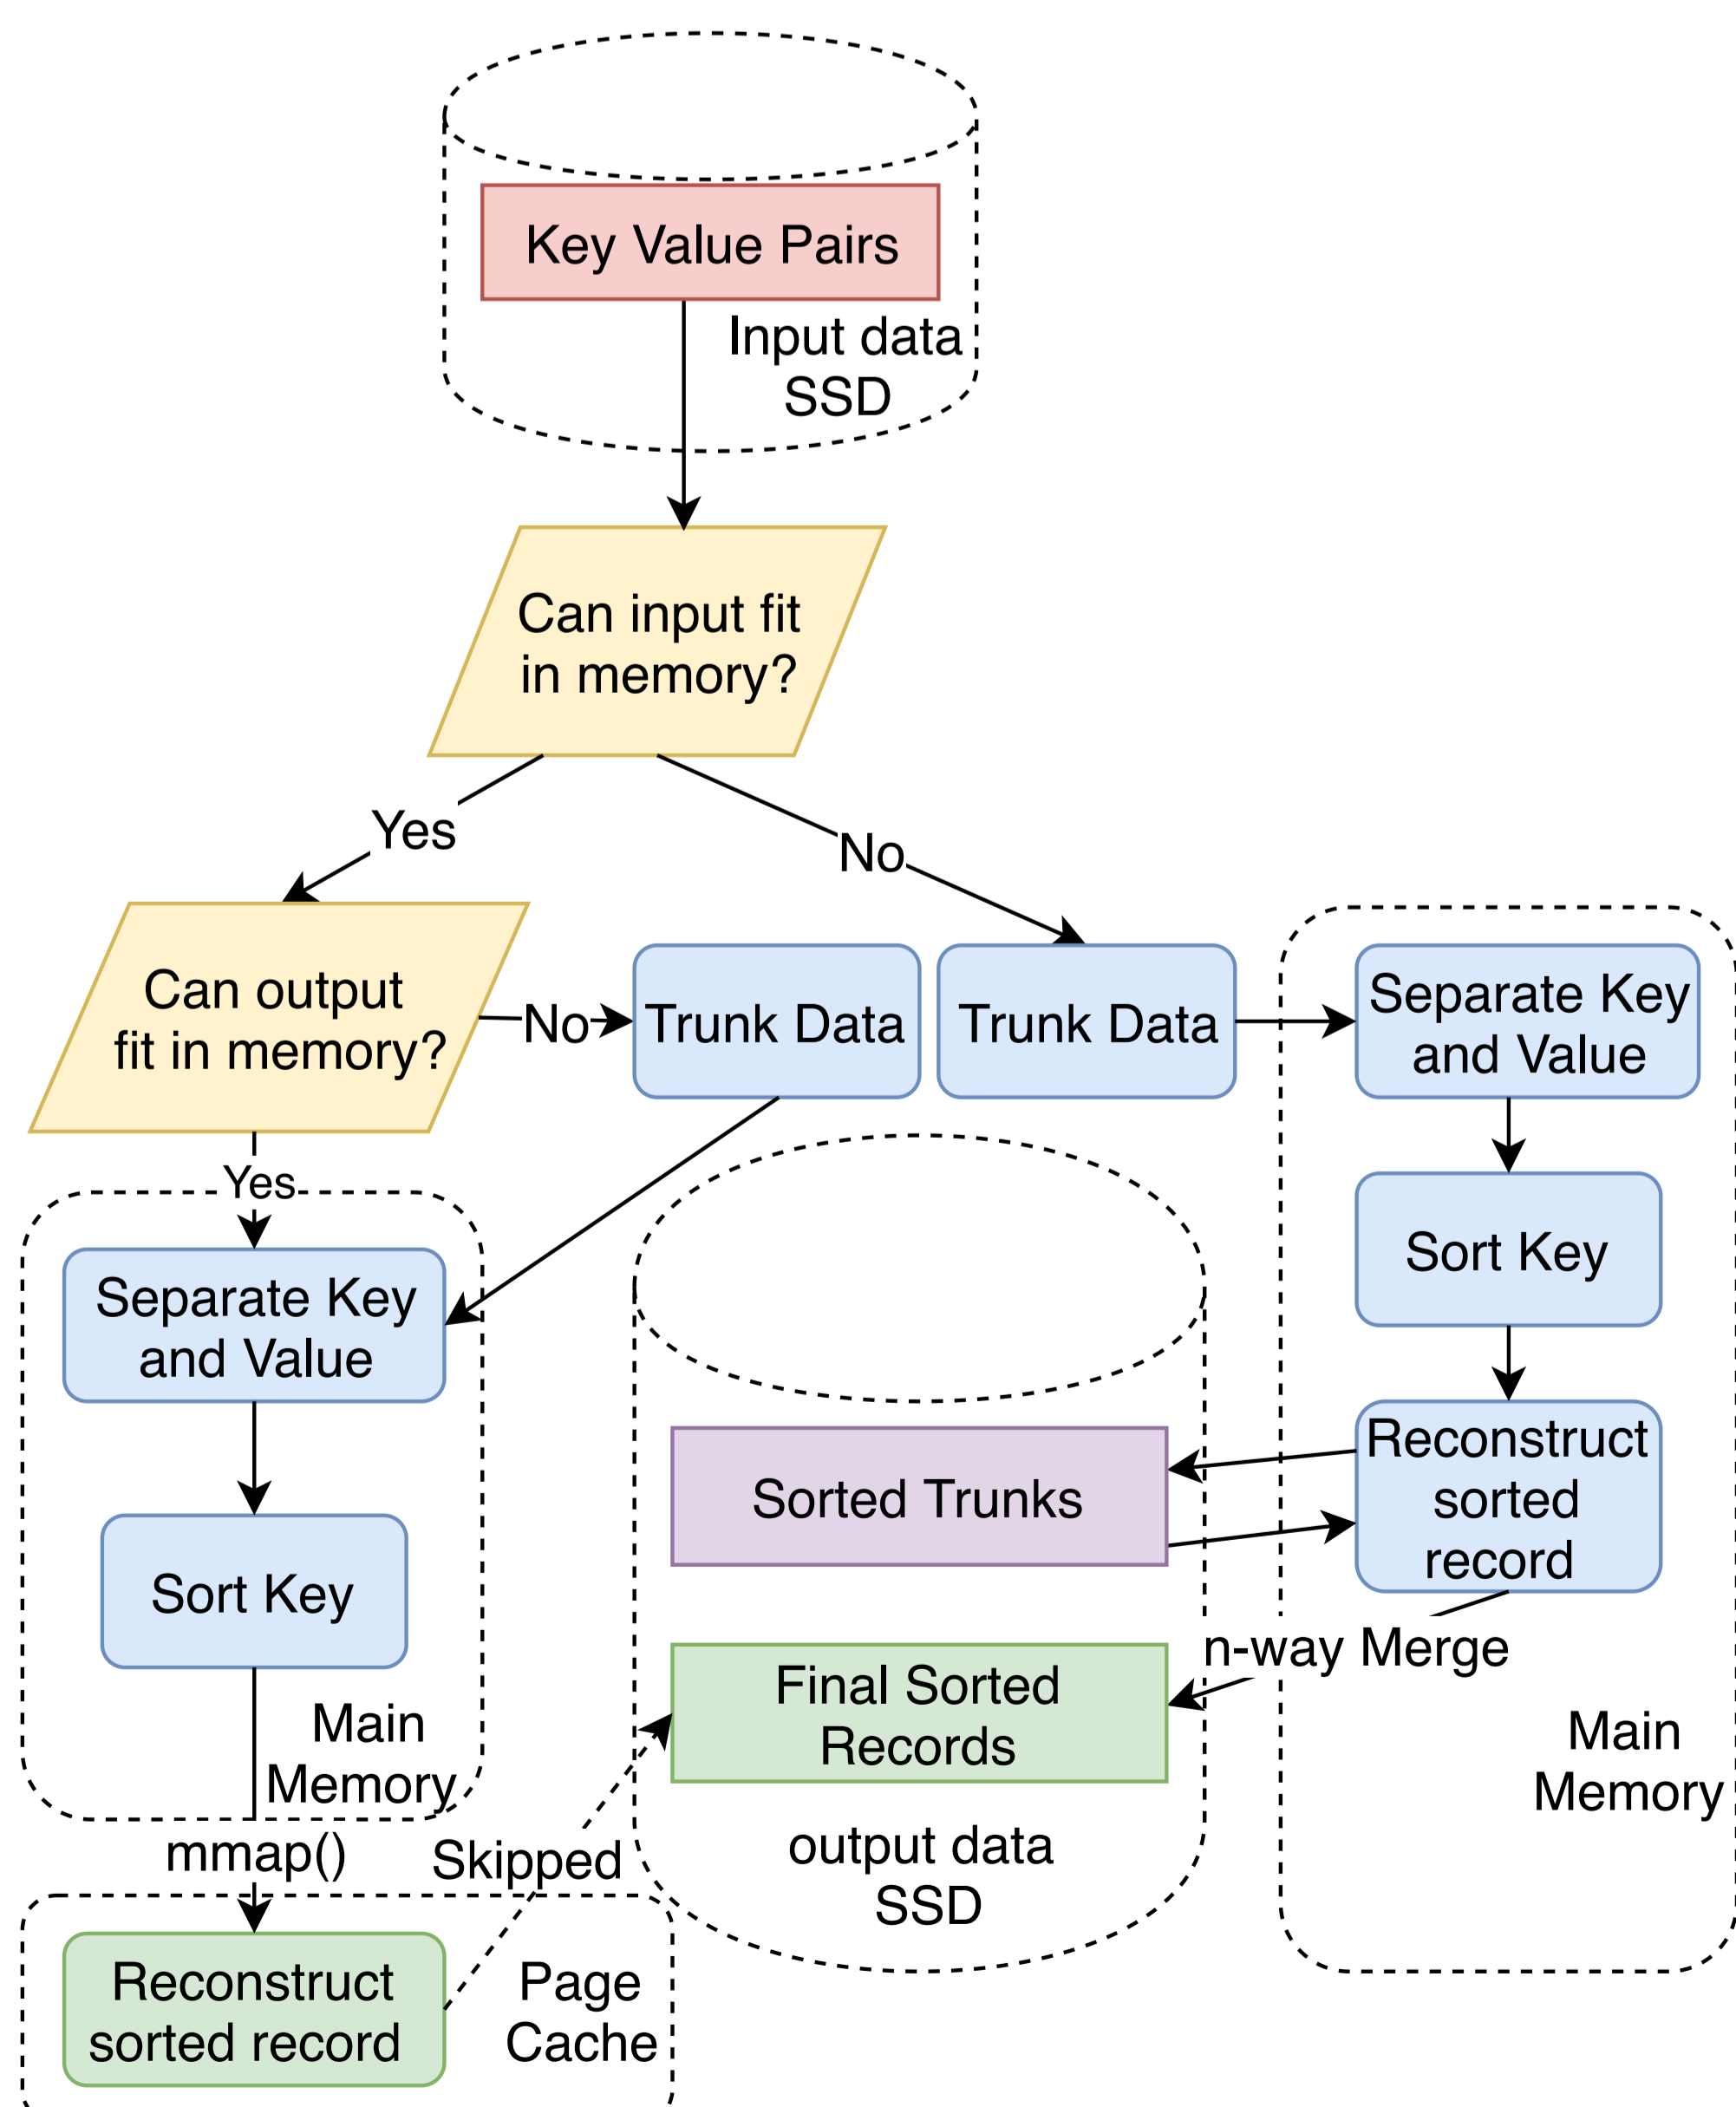 Key Value Pairs
Input data
SSD
Can input fit
in memory?
Yes
No
Can output
fit in memory?
No
Trunk Data
Trunk Data
Separate Key
and Value
Yes
Separate Key
and Value
Sort Key
Sort Key
Reconstruct
sorted
record
Sorted Trunks
n-way Merge
Final Sorted
Records
Main
Memory
Main
Memory
mmap()
Skipped
output data
SSD
Reconstruct
sorted record
Page
Cache